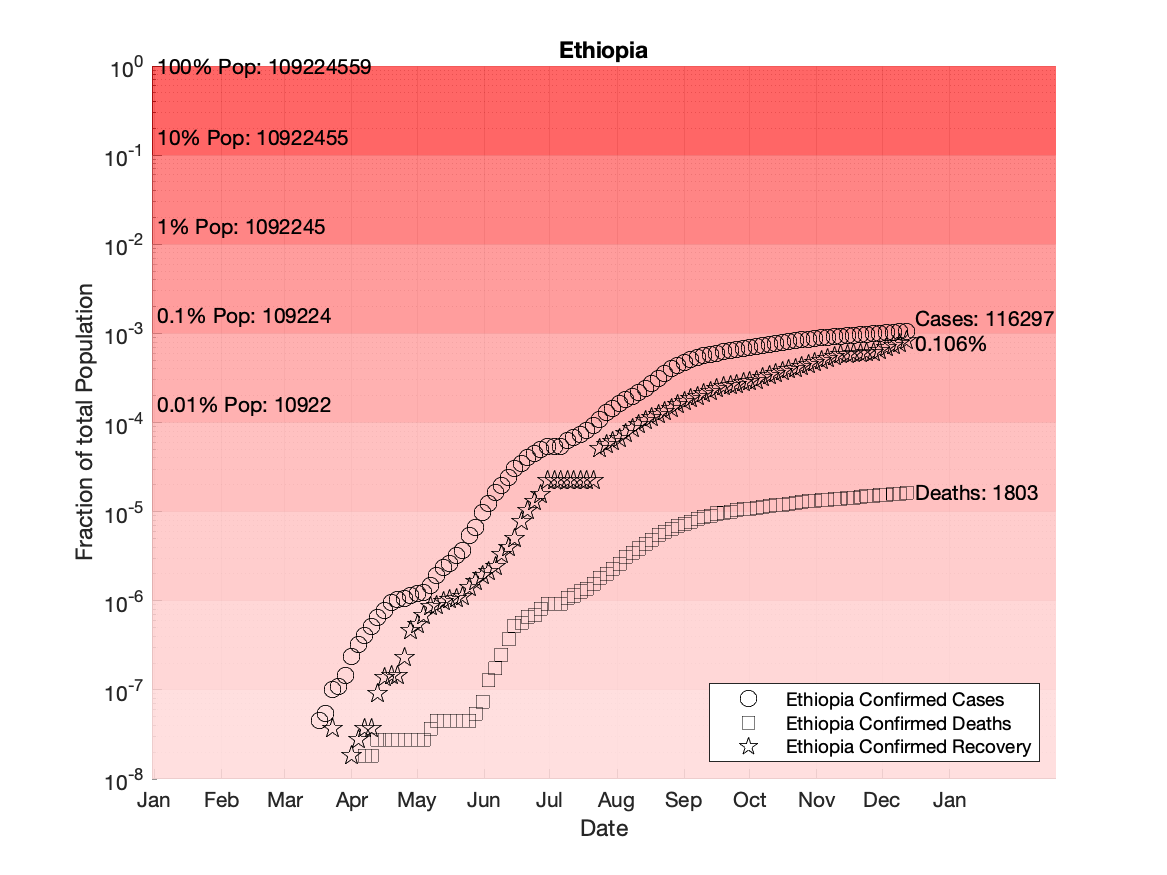 Ethiopia
10^0
100% Pop: 109224559
10% Pop: 10922455
10^-1
1% Pop: 1092245
10^-2
0.1% Pop: 109224
10^-3
Cases: 116297
0.106%
0.01% Pop: 10922
10^-4
Deaths: 1803
10^-5
10^-6
10^-7
10^-8
Fraction of total Population
Ethiopia Confirmed Cases
Ethiopia Confirmed Deaths
Ethiopia Confirmed Recovery
Jan Feb Mar Apr May Jun Jul Aug Sep Oct Nov Dec Jan
Date